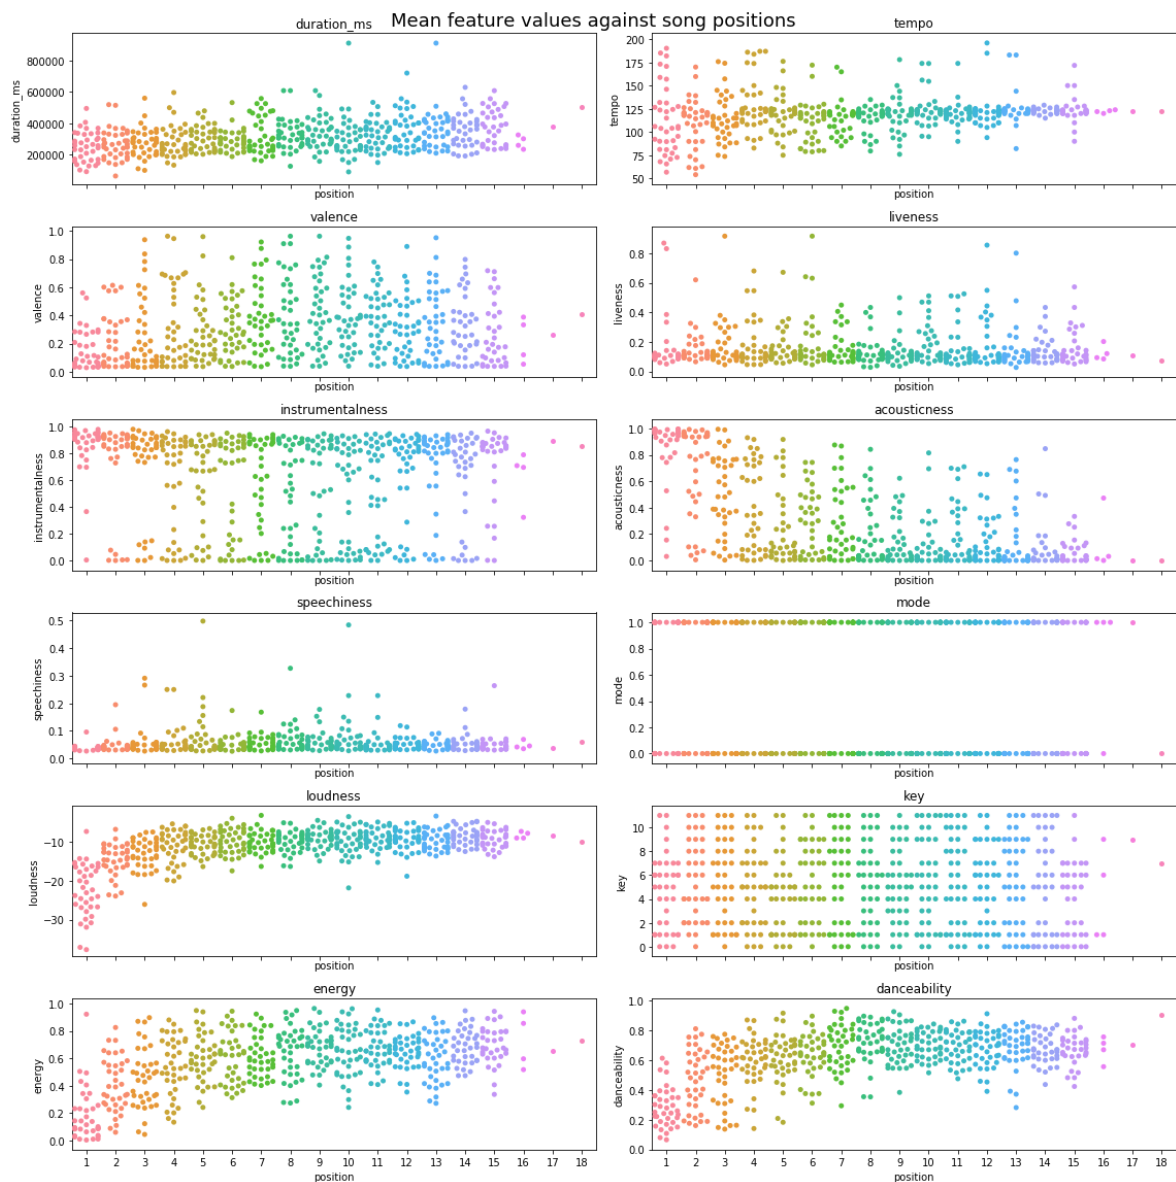 Mean feature values against song positions
duration_ms
800000
600000
400000
200000
duration_ms
position
tempo
200
175
150
125
100
75
50
tempo
position
valence
1.0
0.8
0.6
0.4
0.2
0.0
valence
position
liveness
0.8
0.6
0.4
0.2
0.0
liveness
position
instrumentalness
1.0
0.8
0.6
0.4
0.2
0.0
instrumentalness
position
acousticness
1.0
0.8
0.6
0.4
0.2
0.0
acousticness
position
speechiness
0.5
0.4
0.3
0.2
0.1
0.0
speechiness
position
mode
1.0
0.8
0.6
0.4
0.2
0.0
mode
position
loudness
−10
−20
−30
loudness
position
key
10
8
6
4
2
0
key
position
energy
1.0
0.8
0.6
0.4
0.2
0.0
energy
1 2 3 4 5 6 7 8 9 10 11 12 13 14 15 16 17 18
position
danceability
1.0
0.8
0.6
0.4
0.2
0.0
danceability
1 2 3 4 5 6 7 8 9 10 11 12 13 14 15 16 17 18
position